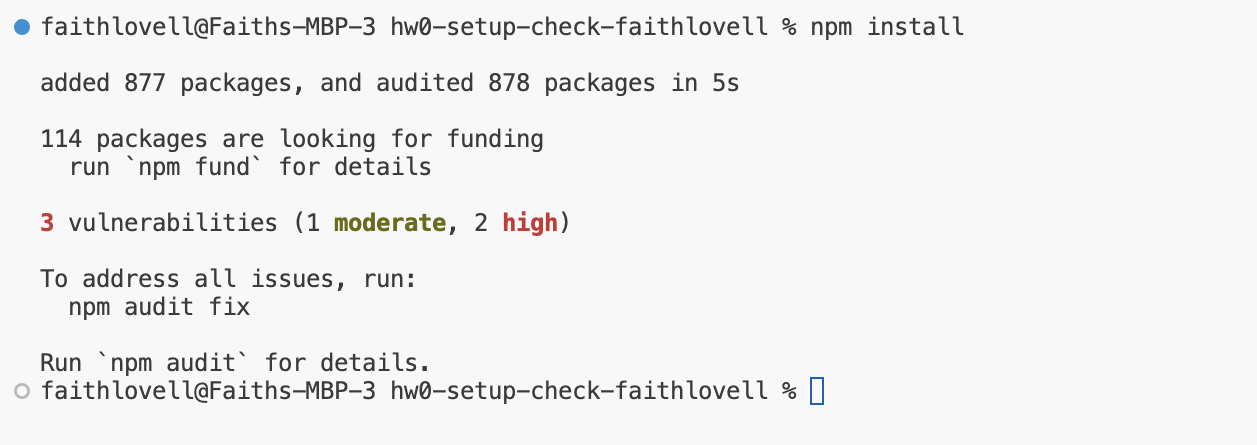 faithlovell@Faiths-MBP-3 hw0-setup-check-faithlovell % npm install
added 877 packages, and audited 878 packages in 5s
114 packages are looking for funding
  run `npm fund` for details
3 vulnerabilities (1 moderate, 2 high)
To address all issues, run:
  npm audit fix
Run `npm audit` for details.
faithlovell@Faiths-MBP-3 hw0-setup-check-faithlovell %